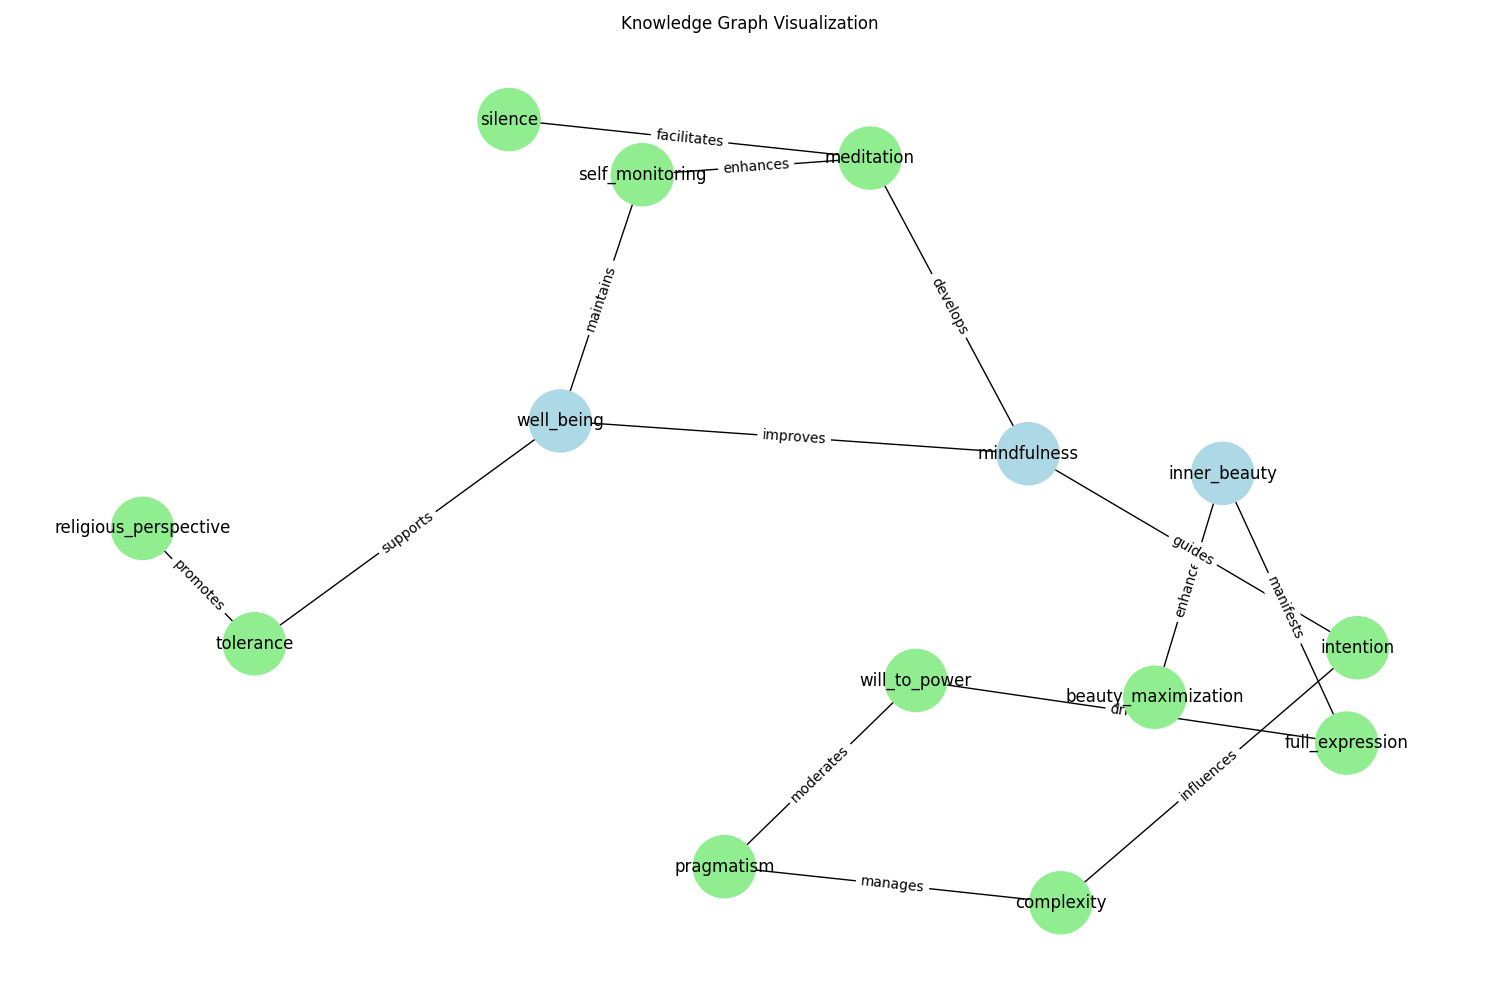 Knowledge Graph Visualization
silence
facilitates
meditation
self_monitoring
enhances
maintains
develops
well_being
improves
mindfulness
inner_beauty
religious_perspective
supports
guides
promotes
enhance
manifests
tolerance
intention
will_to_power
beauty_maximization
full_expression
moderates
influences
pragmatism
manages
complexity